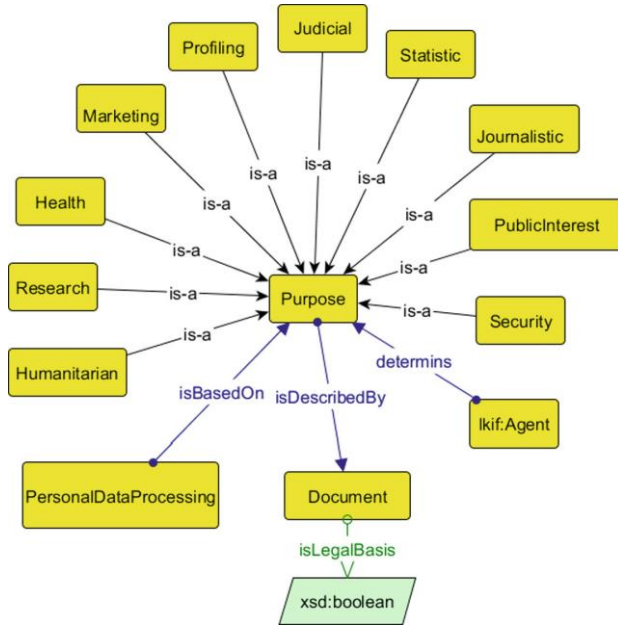 Judicial
Profiling
Statistic
Marketing
Journalistic
is-a
is-a
is-a
is-a
is-a
Health
PublicInterest
is-a
is-a
Research
is-a
Purpose
is-a
Security
Humanitarian
is-a
determins
isBasedOn
isDescribedBy
lkif:Agent
PersonalDataProcessing
Document
isLegalBasis
xsd:boolean